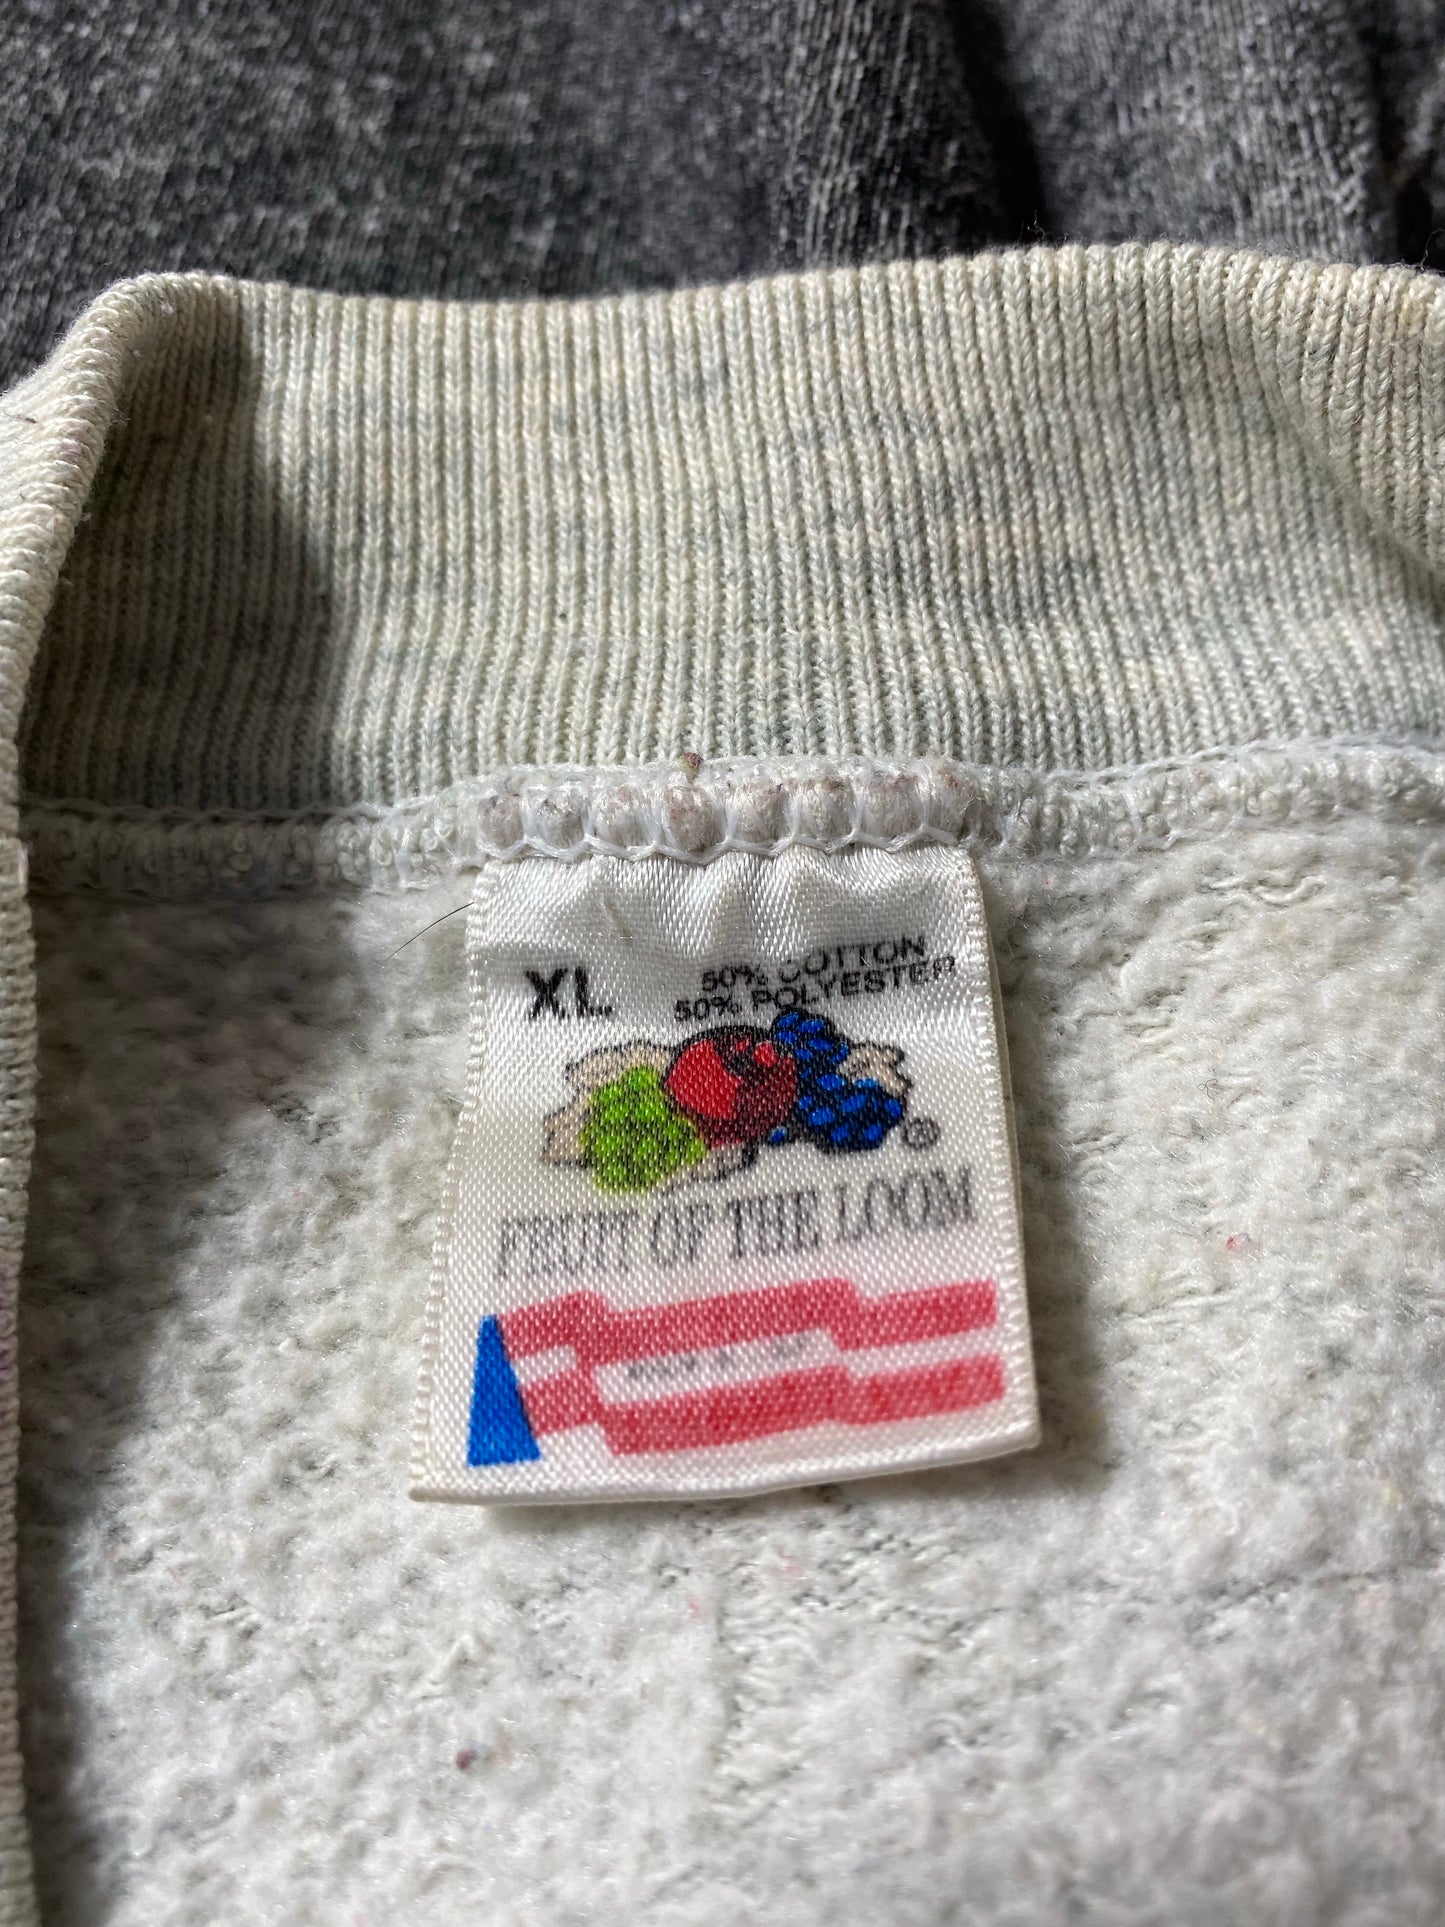 XL
50% COTTON
50% POLYESTER
®
FRUIT OF THE LOOM